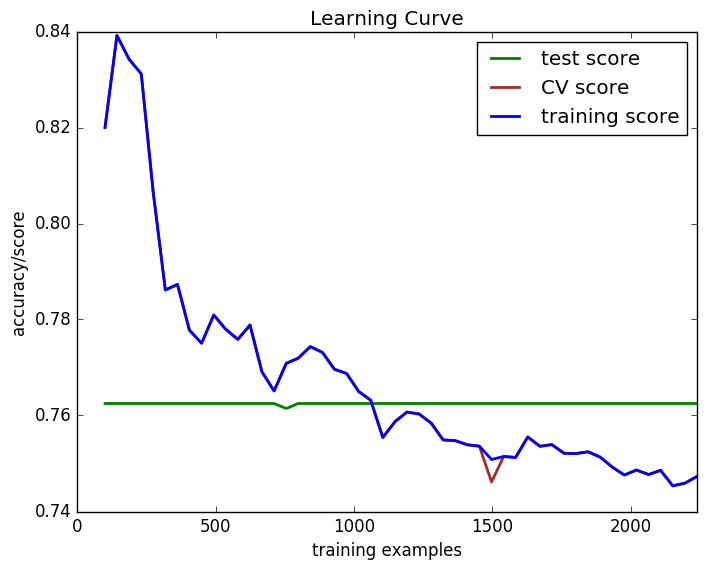 Learning Curve
test score
CV score
training score
accuracy/score
0.84
0.82
0.80
0.78
0.76
0.74
0
500
1000
1500
2000
training examples